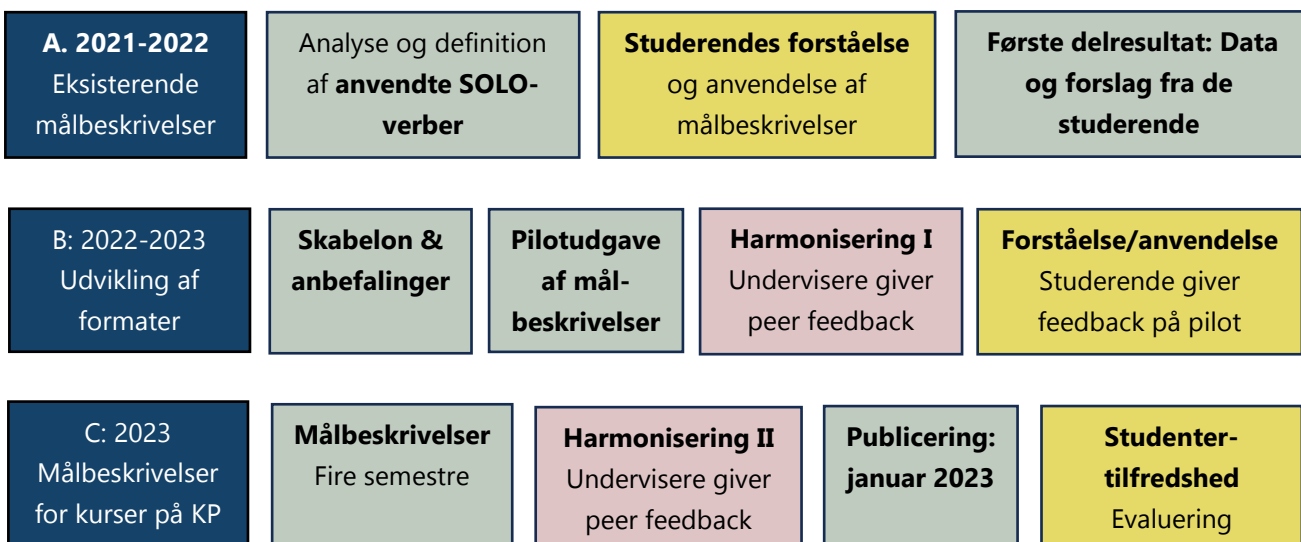 A. 2021-2022
Eksisterende
målbeskrivelser
Analyse og definition
af anvendte SOLO-
verber
Studerendes forståelse
og anvendelse af
målbeskrivelser
Første delresultat: Data
og forslag fra de
studerende
B: 2022-2023
Udvikling af
formater
Skabelon &
anbefalinger
Pilotudgave
af mål-
beskrivelser
Harmonisering I
Undervisere giver
peer feedback
Forståelse/anvendelse
Studerende giver
feedback på pilot
C: 2023
Målbeskrivelser
for kurser på KP
Målbeskrivelser
Fire semestre
Harmonisering II
Undervisere giver
peer feedback
Publicering:
januar 2023
Studenter-
tilfredshed
Evaluering